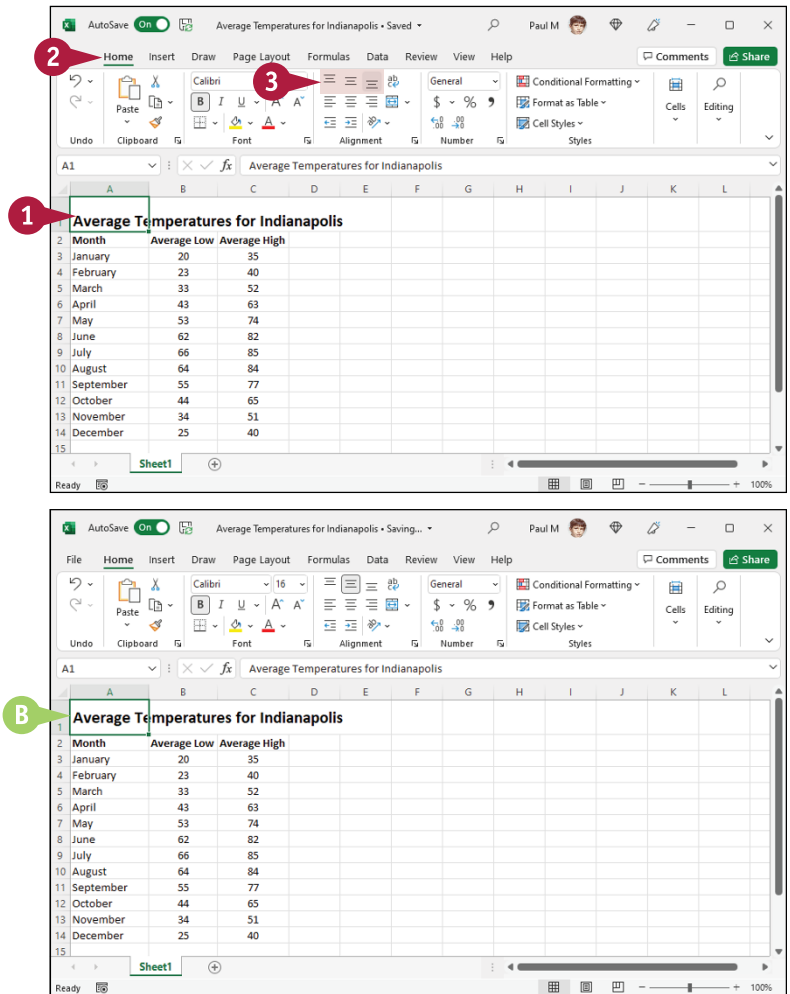 AutoSave On Average Temperatures for Indianapolis • Saved Paul M
2 Home Insert Draw Page Layout Formulas Data Review View Help Comments Share
3
Calibri General Conditional Formatting
Paste B I U A A $ % Format as Table Cells Editing
A Cell Styles
Undo Clipboard Font Alignment Number Styles
A1 fx Average Temperatures for Indianapolis
A B C D E F G H I J K L
1
1 Average Temperatures for Indianapolis
2 Month Average Low Average High
3 January 20 35
4 February 23 40
5 March 33 52
6 April 43 63
7 May 53 74
8 June 62 82
9 July 66 85
10 August 64 84
11 September 55 77
12 October 44 65
13 November 34 51
14 December 25 40
15
Sheet1
Ready 100%
AutoSave On Average Temperatures for Indianapolis • Saving... Paul M
File Home Insert Draw Page Layout Formulas Data Review View Help Comments Share
Calibri 16 ab General Conditional Formatting
Paste B I U A A $ % Format as Table Cells Editing
A Cell Styles
Undo Clipboard Font Alignment Number Styles
A1 fx Average Temperatures for Indianapolis
A B C D E F G H I J K L
B
1 Average Temperatures for Indianapolis
2 Month Average Low Average High
3 January 20 35
4 February 23 40
5 March 33 52
6 April 43 63
7 May 53 74
8 June 62 82
9 July 66 85
10 August 64 84
11 September 55 77
12 October 44 65
13 November 34 51
14 December 25 40
15
Sheet1
Ready 100%